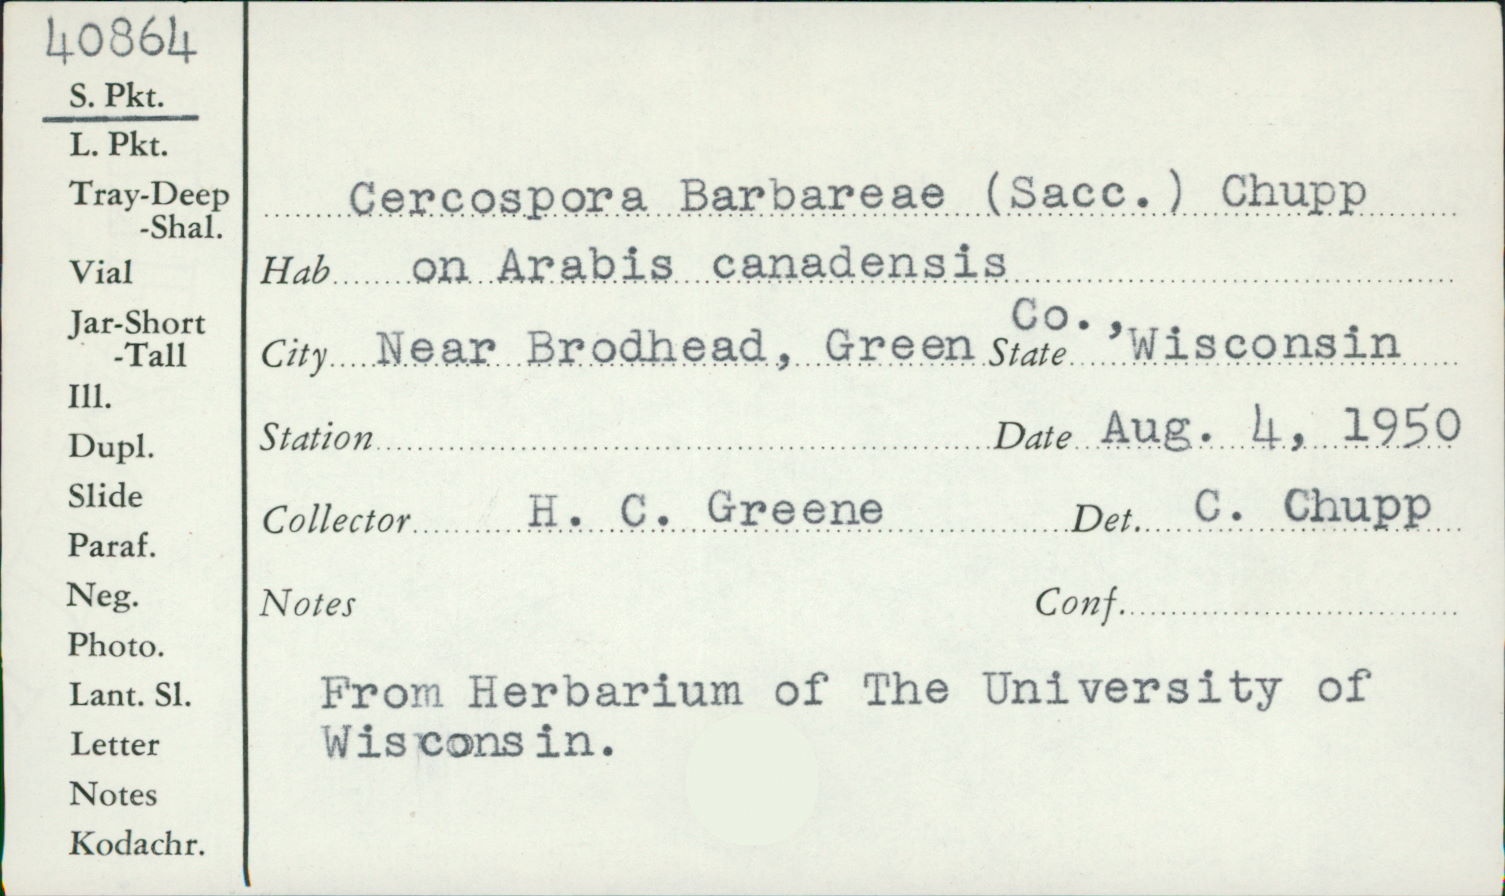 40864
S. Pkt.
L. Pkt.
Tray-Deep
-Shal.
Vial
Jar-Short
-Tall
Ill.
Dupl.
Slide
Paraf.
Neg.
Photo.
Lant. Sl.
Letter
Notes
Kodachr.
Cercospora Barbareae (Sacc.) Chupp
Hab on Arabis canadensis
City Near Brodhead, Green Co., State Wisconsin
Station Date Aug. 4, 1950
Collector H. C. Greene Det. C. Chupp
Notes Conf.
From Herbarium of The University of
Wisconsin.